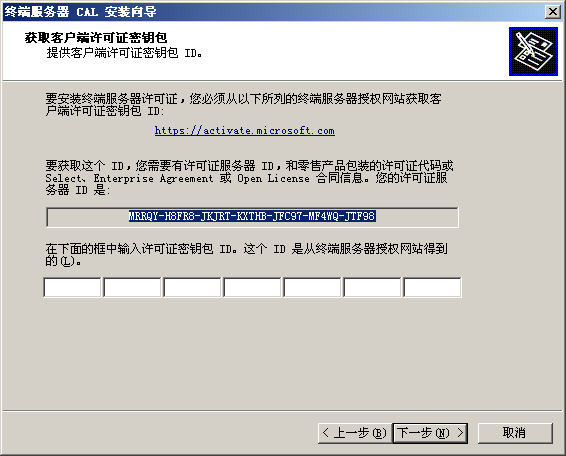 终端服务器 CAL 安装向导
获取客户端许可证密钥包
提供客户端许可证密钥包 ID。
要安装终端服务器许可证，您必须从以下所列的终端服务器授权网站获取客
户端许可证密钥包 ID:
https://activate.microsoft.com
要获取这个 ID，您需要有许可证服务器 ID，和零售产品包装的许可证代码或
Select、Enterprise Agreement 或 Open License 合同信息。您的许可证服
务器 ID 是:
MRRQY-H8FR8-JKJRT-KXTHB-JFC97-MF4WQ-JTF98
在下面的框中输入许可证密钥包 ID。这个 ID 是从终端服务器授权网站得到
的(L)。
< 上一步(B) 下一步(N) > 取消